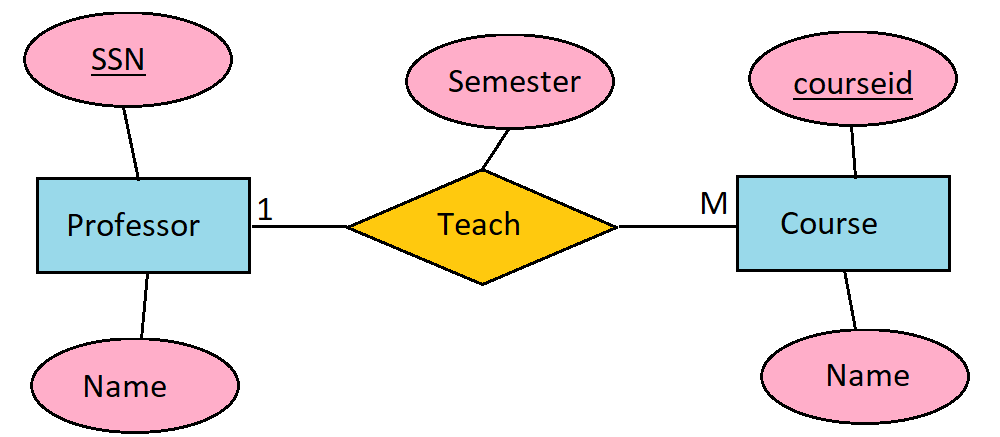 SSN
Semester
courseid
Professor
1
Teach
M
Course
Name
Name